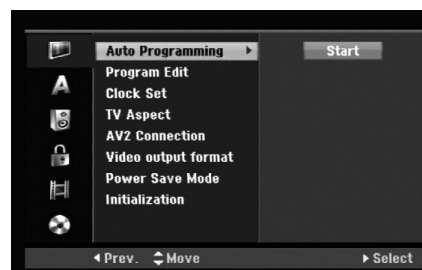 Auto Programming ▶ Start
Program Edit
A
Clock Set
TV Aspect
AV2 Connection
Video output format
Power Save Mode
Initialization
◀ Prev. ▲▼ Move ▶ Select